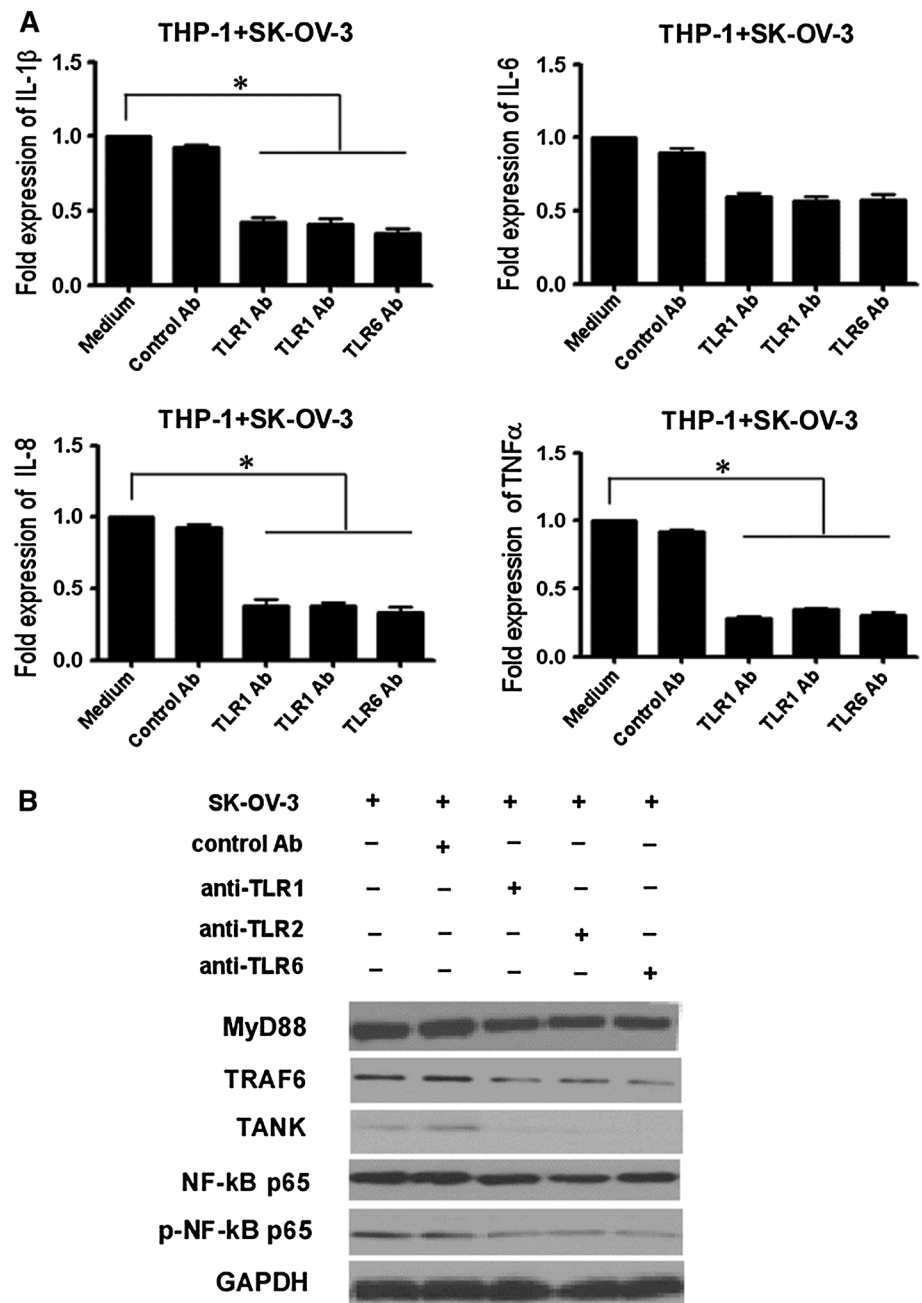 A
THP-1+SK-OV-3
Fold expression of IL-1β
1.5
1.0
0.5
0.0
*
Medium
Control Ab
TLR1 Ab
TLR1 Ab
TLR6 Ab
THP-1+SK-OV-3
Fold expression of IL-6
1.5
1.0
0.5
0.0
Medium
Control Ab
TLR1 Ab
TLR1 Ab
TLR6 Ab
THP-1+SK-OV-3
Fold expression of IL-8
1.5
1.0
0.5
0.0
*
Medium
Control Ab
TLR1 Ab
TLR1 Ab
TLR6 Ab
THP-1+SK-OV-3
Fold expression of TNFα
1.5
1.0
0.5
0.0
*
Medium
Control Ab
TLR1 Ab
TLR1 Ab
TLR6 Ab
B
SK-OV-3 + + + + +
control Ab – + – – –
anti-TLR1 – – + – –
anti-TLR2 – – – + –
anti-TLR6 – – – – +
MyD88
TRAF6
TANK
NF-kB p65
p-NF-kB p65
GAPDH